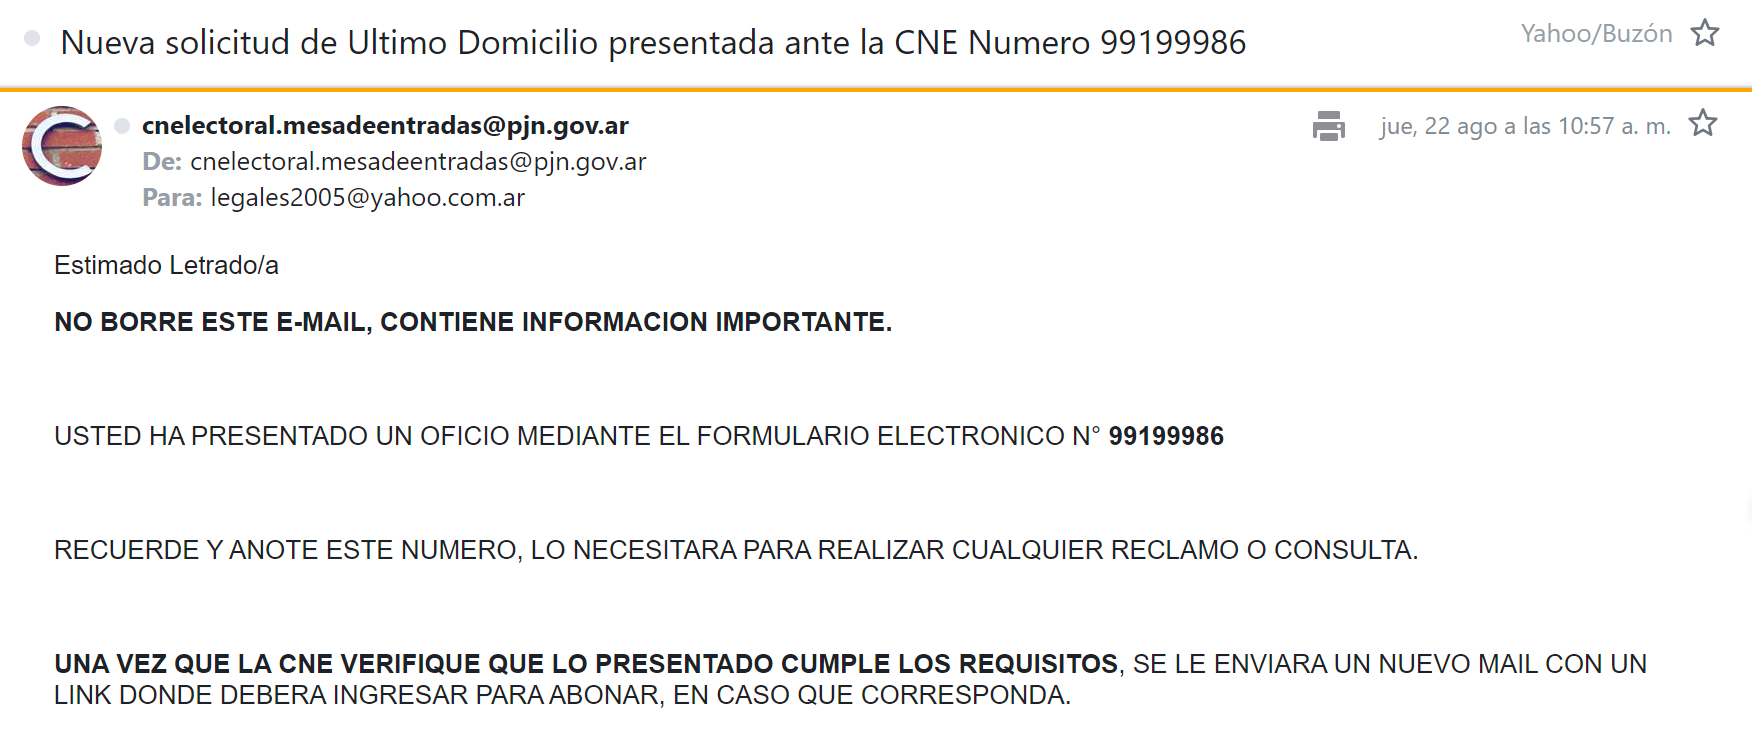 Nueva solicitud de Ultimo Domicilio presentada ante la CNE Numero 99199986
Yahoo/Buzón
cnelectoral.mesadeentradas@pjn.gov.ar
jue, 22 ago a las 10:57 a. m.
De: cnelectoral.mesadeentradas@pjn.gov.ar
Para: legales2005@yahoo.com.ar
Estimado Letrado/a
NO BORRE ESTE E-MAIL, CONTIENE INFORMACION IMPORTANTE.
USTED HA PRESENTADO UN OFICIO MEDIANTE EL FORMULARIO ELECTRONICO N° 99199986
RECUERDE Y ANOTE ESTE NUMERO, LO NECESITARA PARA REALIZAR CUALQUIER RECLAMO O CONSULTA.
UNA VEZ QUE LA CNE VERIFIQUE QUE LO PRESENTADO CUMPLE LOS REQUISITOS, SE LE ENVIARA UN NUEVO MAIL CON UN
LINK DONDE DEBERA INGRESAR PARA ABONAR, EN CASO QUE CORRESPONDA.